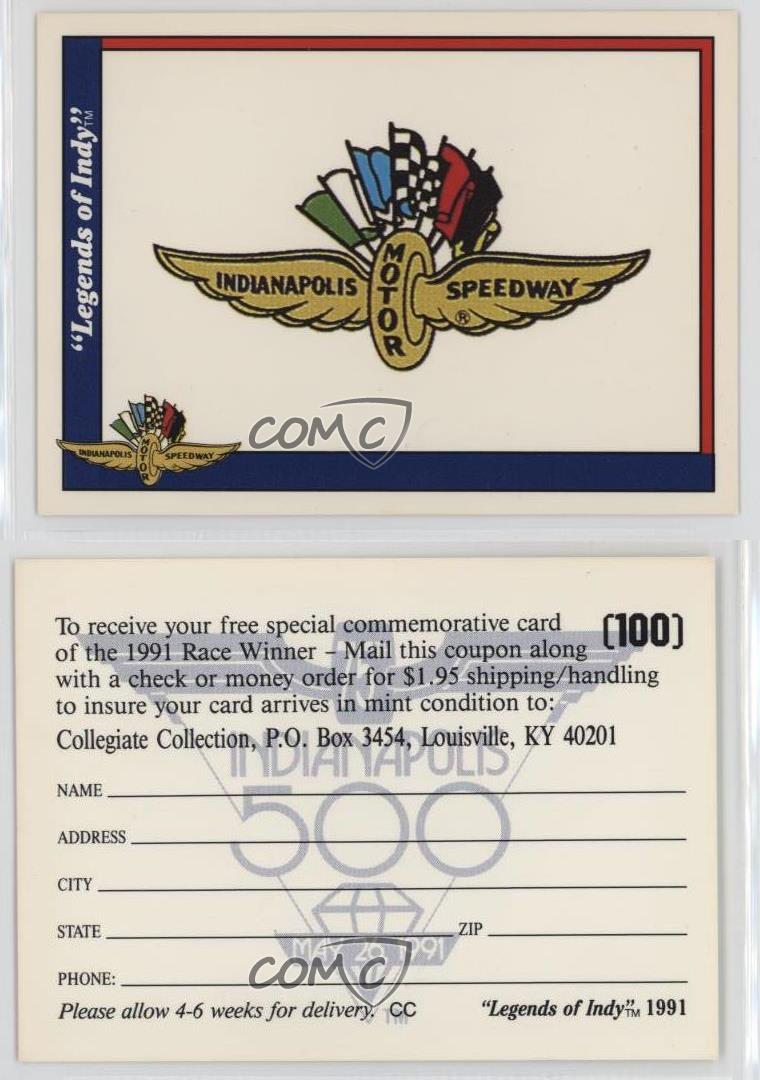 “Legends of Indy”™
INDIANAPOLIS MOTOR SPEEDWAY ®
INDIANAPOLIS MOTOR SPEEDWAY
COMC
To receive your free special commemorative card [100]
of the 1991 Race Winner – Mail this coupon along
with a check or money order for $1.95 shipping/handling
to insure your card arrives in mint condition to:
Collegiate Collection, P.O. Box 3454, Louisville, KY 40201
INDIANAPOLIS
NAME
500
ADDRESS
CITY
STATE ZIP
MAY 26 1991
COMC
PHONE:
Please allow 4-6 weeks for delivery. CC “Legends of Indy”™ 1991
TM